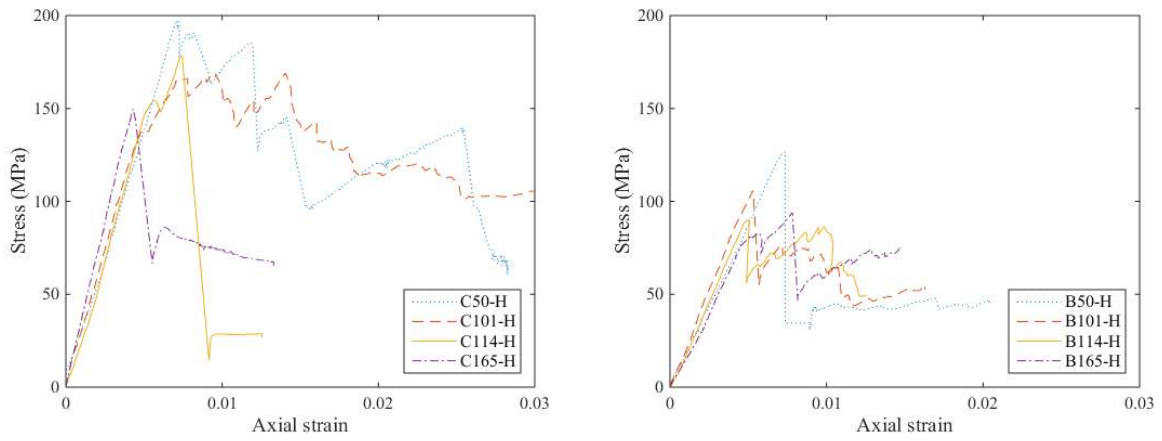 200
150
100
50
0
Stress (MPa)
0
0.01
0.02
0.03
Axial strain
C50-H
C101-H
C114-H
C165-H
200
150
100
50
0
Stress (MPa)
0
0.01
0.02
0.03
Axial strain
B50-H
B101-H
B114-H
B165-H